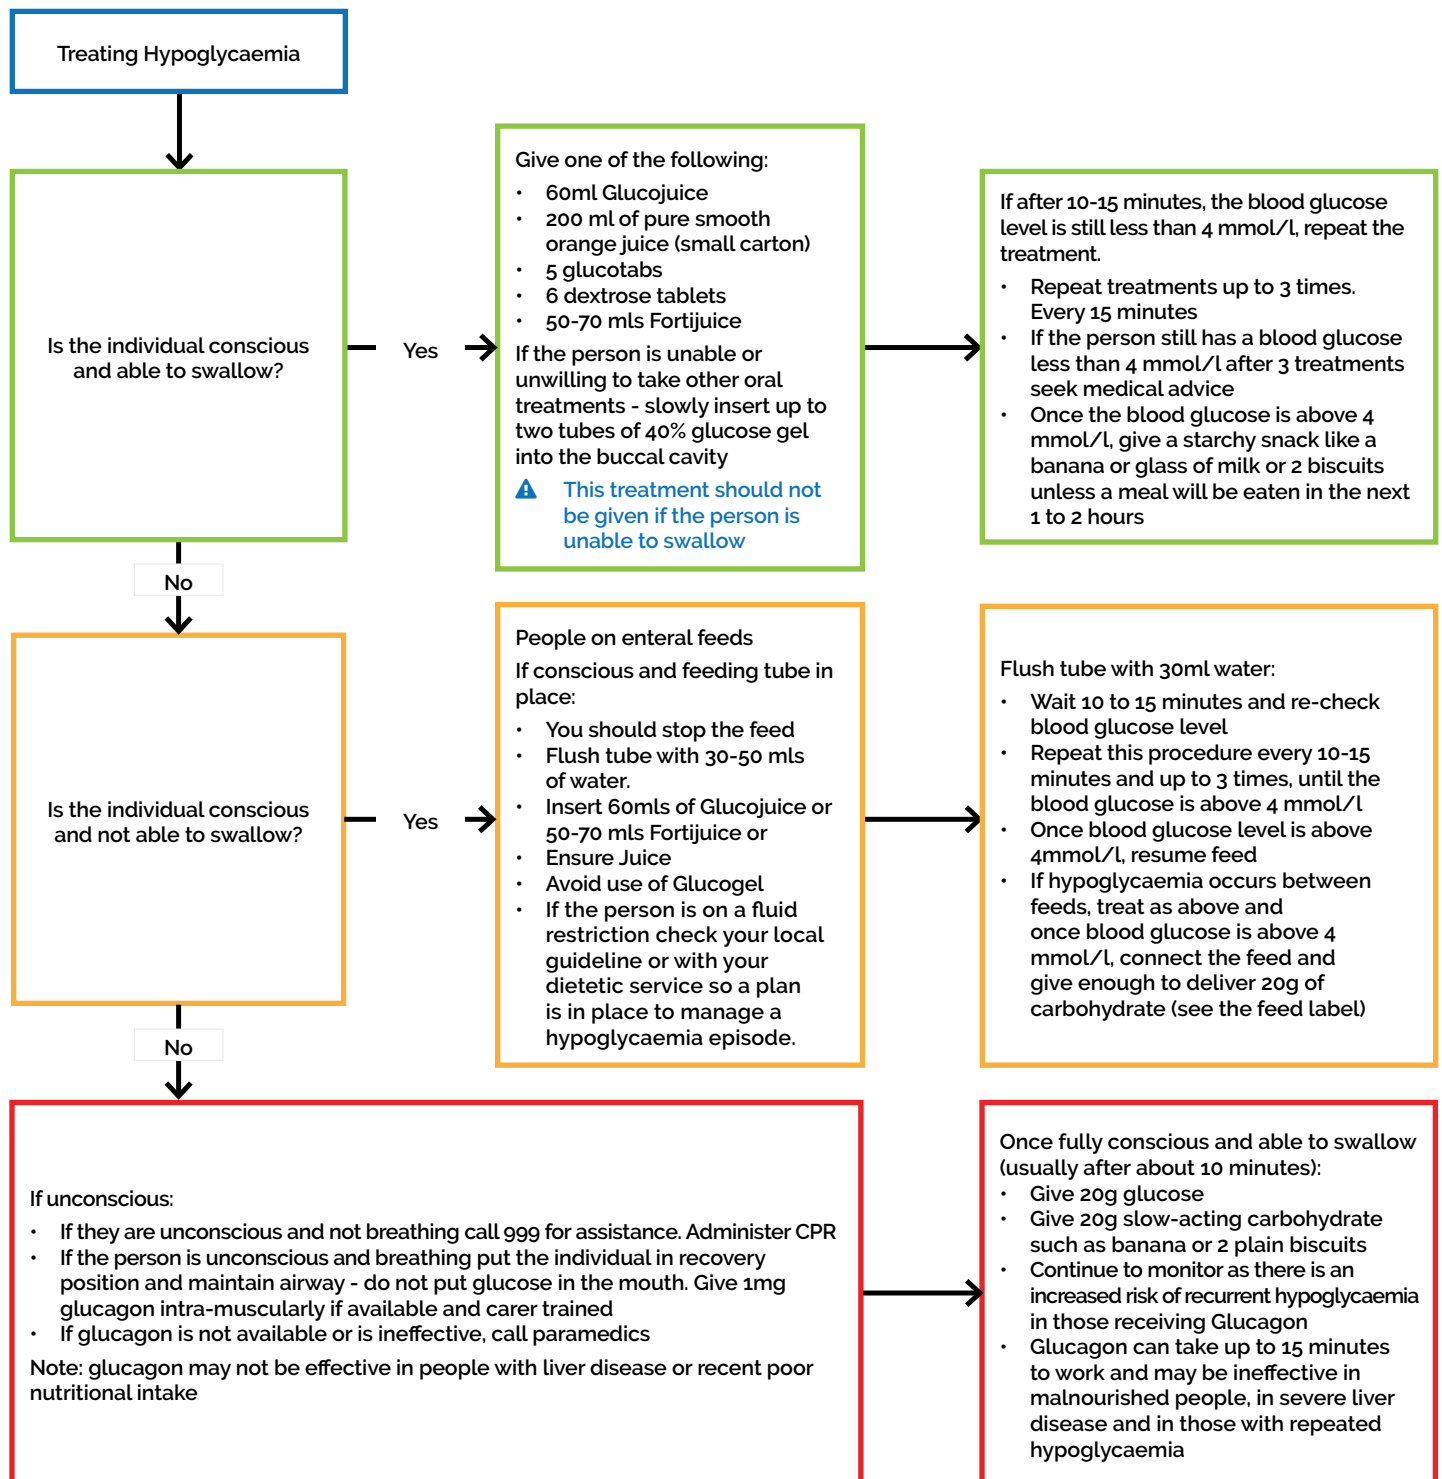 Treating Hypoglycaemia
Is the individual conscious
and able to swallow?
Yes
Give one of the following:
• 60ml Glucojuice
• 200 ml of pure smooth
orange juice (small carton)
• 5 glucotabs
• 6 dextrose tablets
• 50-70 mls Fortijuice
If the person is unable or
unwilling to take other oral
treatments - slowly insert up to
two tubes of 40% glucose gel
into the buccal cavity
This treatment should not
be given if the person is
unable to swallow
If after 10-15 minutes, the blood glucose
level is still less than 4 mmol/l, repeat the
treatment.
• Repeat treatments up to 3 times.
Every 15 minutes
• If the person still has a blood glucose
less than 4 mmol/l after 3 treatments
seek medical advice
• Once the blood glucose is above 4
mmol/l, give a starchy snack like a
banana or glass of milk or 2 biscuits
unless a meal will be eaten in the next
1 to 2 hours
No
Is the individual conscious
and not able to swallow?
Yes
People on enteral feeds
If conscious and feeding tube in
place:
• You should stop the feed
• Flush tube with 30-50 mls
of water.
• Insert 60mls of Glucojuice or
50-70 mls Fortijuice or
• Ensure Juice
• Avoid use of Glucogel
• If the person is on a fluid
restriction check your local
guideline or with your
dietetic service so a plan
is in place to manage a
hypoglycaemia episode.
Flush tube with 30ml water:
• Wait 10 to 15 minutes and re-check
blood glucose level
• Repeat this procedure every 10-15
minutes and up to 3 times, until the
blood glucose is above 4 mmol/l
• Once blood glucose level is above
4mmol/l, resume feed
• If hypoglycaemia occurs between
feeds, treat as above and
once blood glucose is above 4
mmol/l, connect the feed and
give enough to deliver 20g of
carbohydrate (see the feed label)
No
If unconscious:
• If they are unconscious and not breathing call 999 for assistance. Administer CPR
• If the person is unconscious and breathing put the individual in recovery
position and maintain airway - do not put glucose in the mouth. Give 1mg
glucagon intra-muscularly if available and carer trained
• If glucagon is not available or is ineffective, call paramedics
Note: glucagon may not be effective in people with liver disease or recent poor
nutritional intake
Once fully conscious and able to swallow
(usually after about 10 minutes):
• Give 20g glucose
• Give 20g slow-acting carbohydrate
such as banana or 2 plain biscuits
• Continue to monitor as there is an
increased risk of recurrent hypoglycaemia
in those receiving Glucagon
• Glucagon can take up to 15 minutes
to work and may be ineffective in
malnourished people, in severe liver
disease and in those with repeated
hypoglycaemia